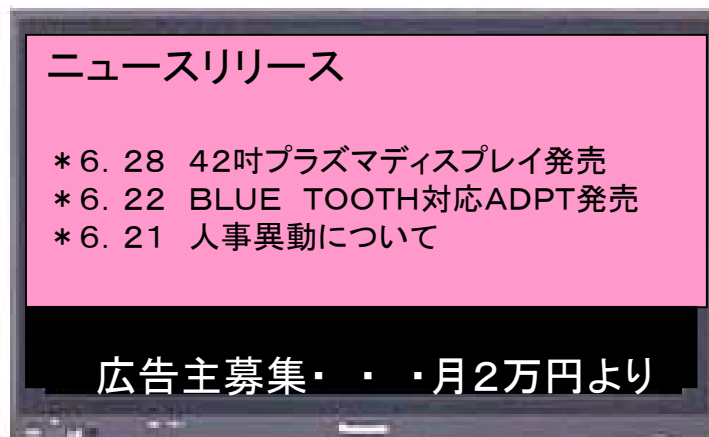 ニュースリリース
＊６．２８　４２吋プラズマディスプレイ発売
＊６．２２　ＢＬＵＥ　ＴＯＯＴＨ対応ＡＤＰＴ発売
＊６．２１　人事異動について
広告主募集・　・　・月２万円より